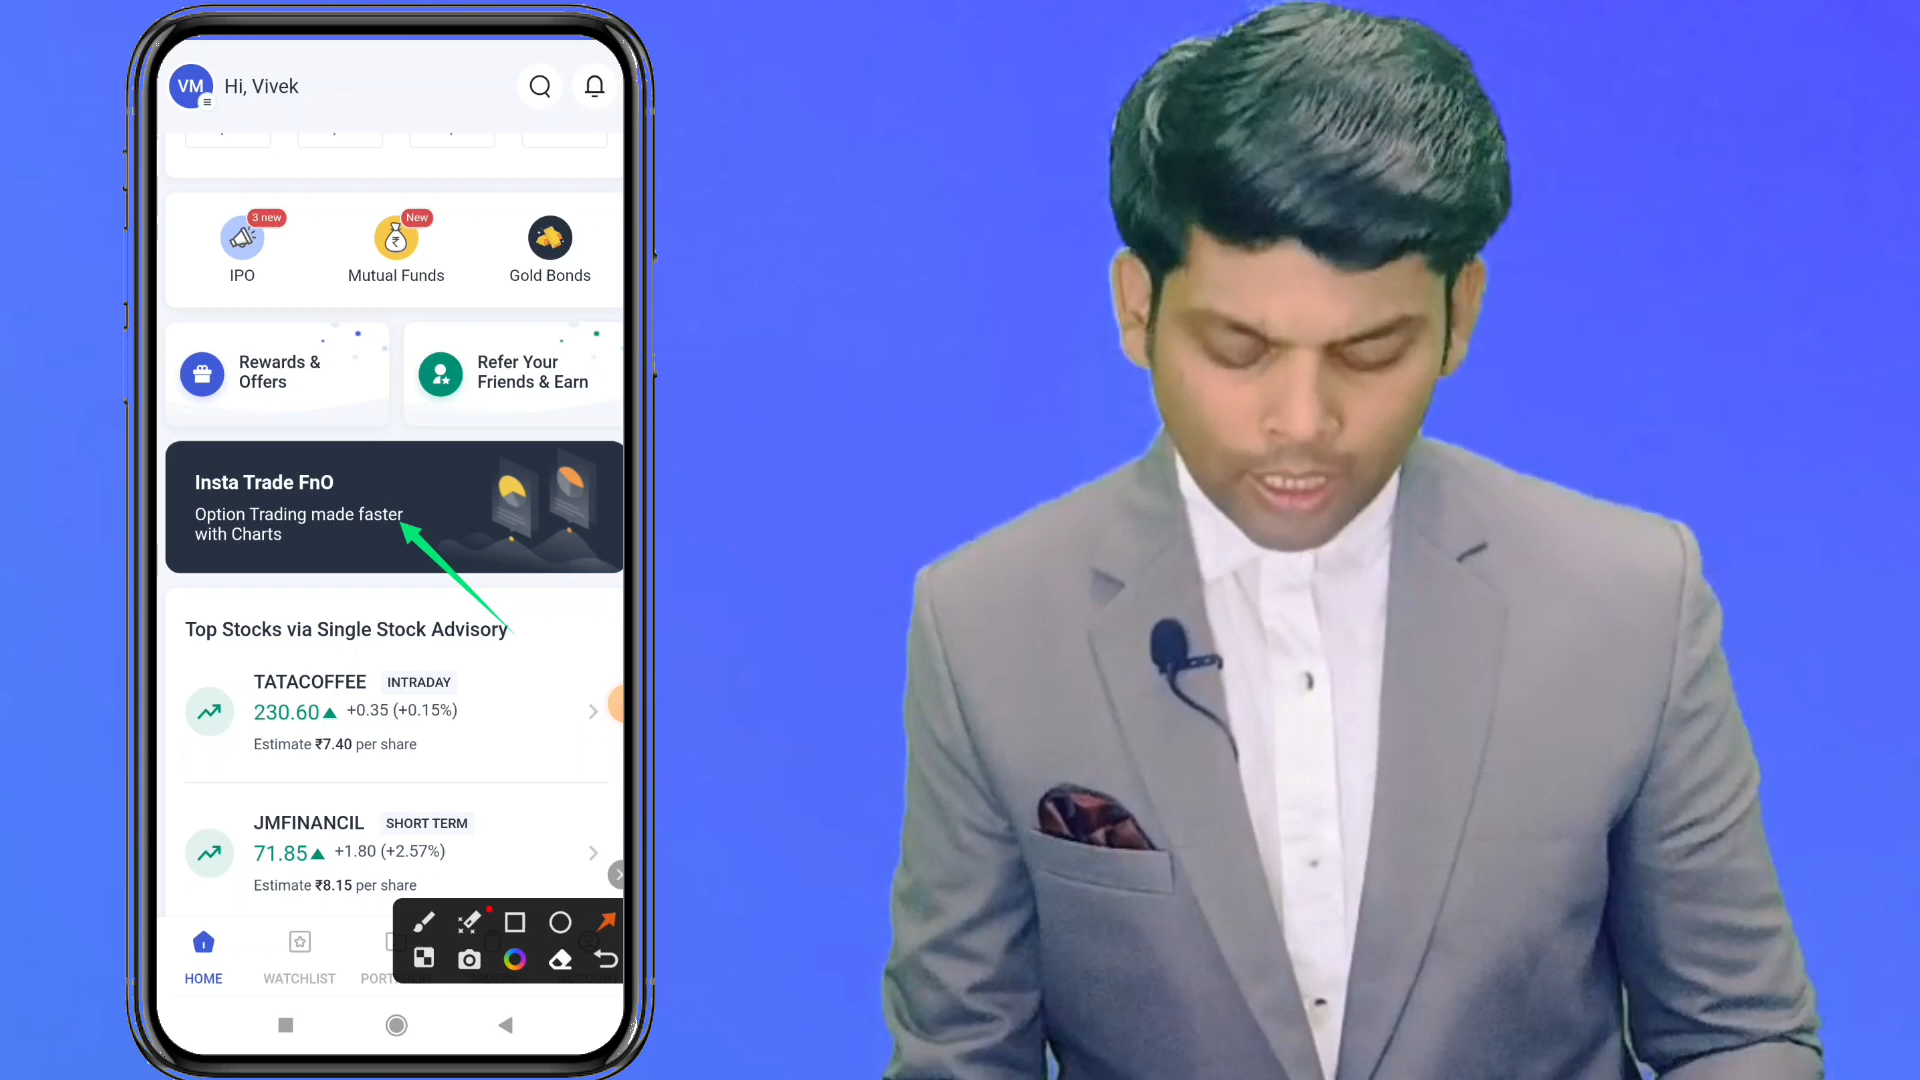 VM
Hi, Vivek
3 new
New
IPO
Mutual Funds
Gold Bonds
Rewards &
Offers
Refer Your
Friends & Earn
Insta Trade FnO
Option Trading made faster
with Charts
Top Stocks via Single Stock Advisory
TATACOFFEE INTRADAY
230.60 +0.35 (+0.15%)
Estimate ₹7.40 per share
JMFINANCIL SHORT TERM
71.85 +1.80 (+2.57%)
Estimate ₹8.15 per share
HOME
WATCHLIST